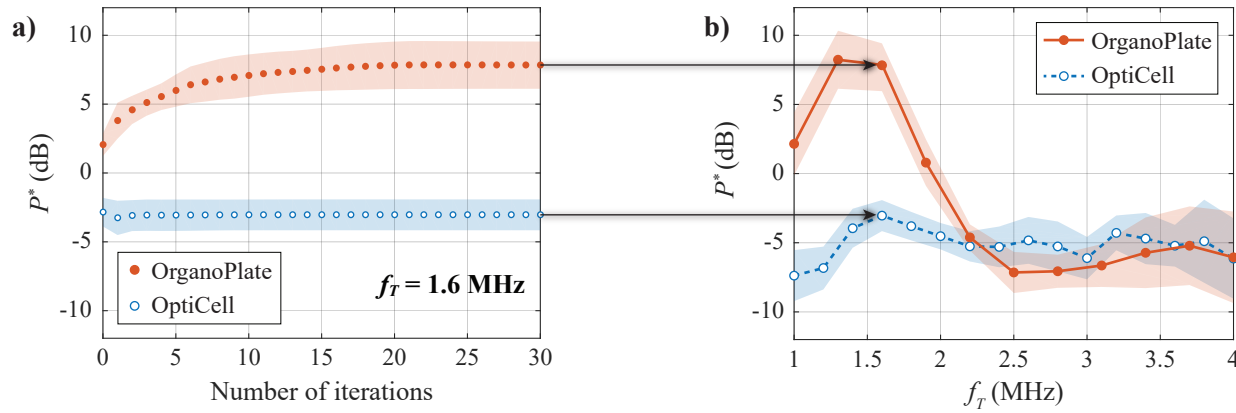 a)
10
5
0
-5
-10
P* (dB)
OrganoPlate
OptiCell
f_T = 1.6 MHz
0
5
10
15
20
25
30
Number of iterations
b)
10
5
0
-5
-10
P* (dB)
OrganoPlate
OptiCell
1
1.5
2
2.5
3
3.5
4
f_T (MHz)